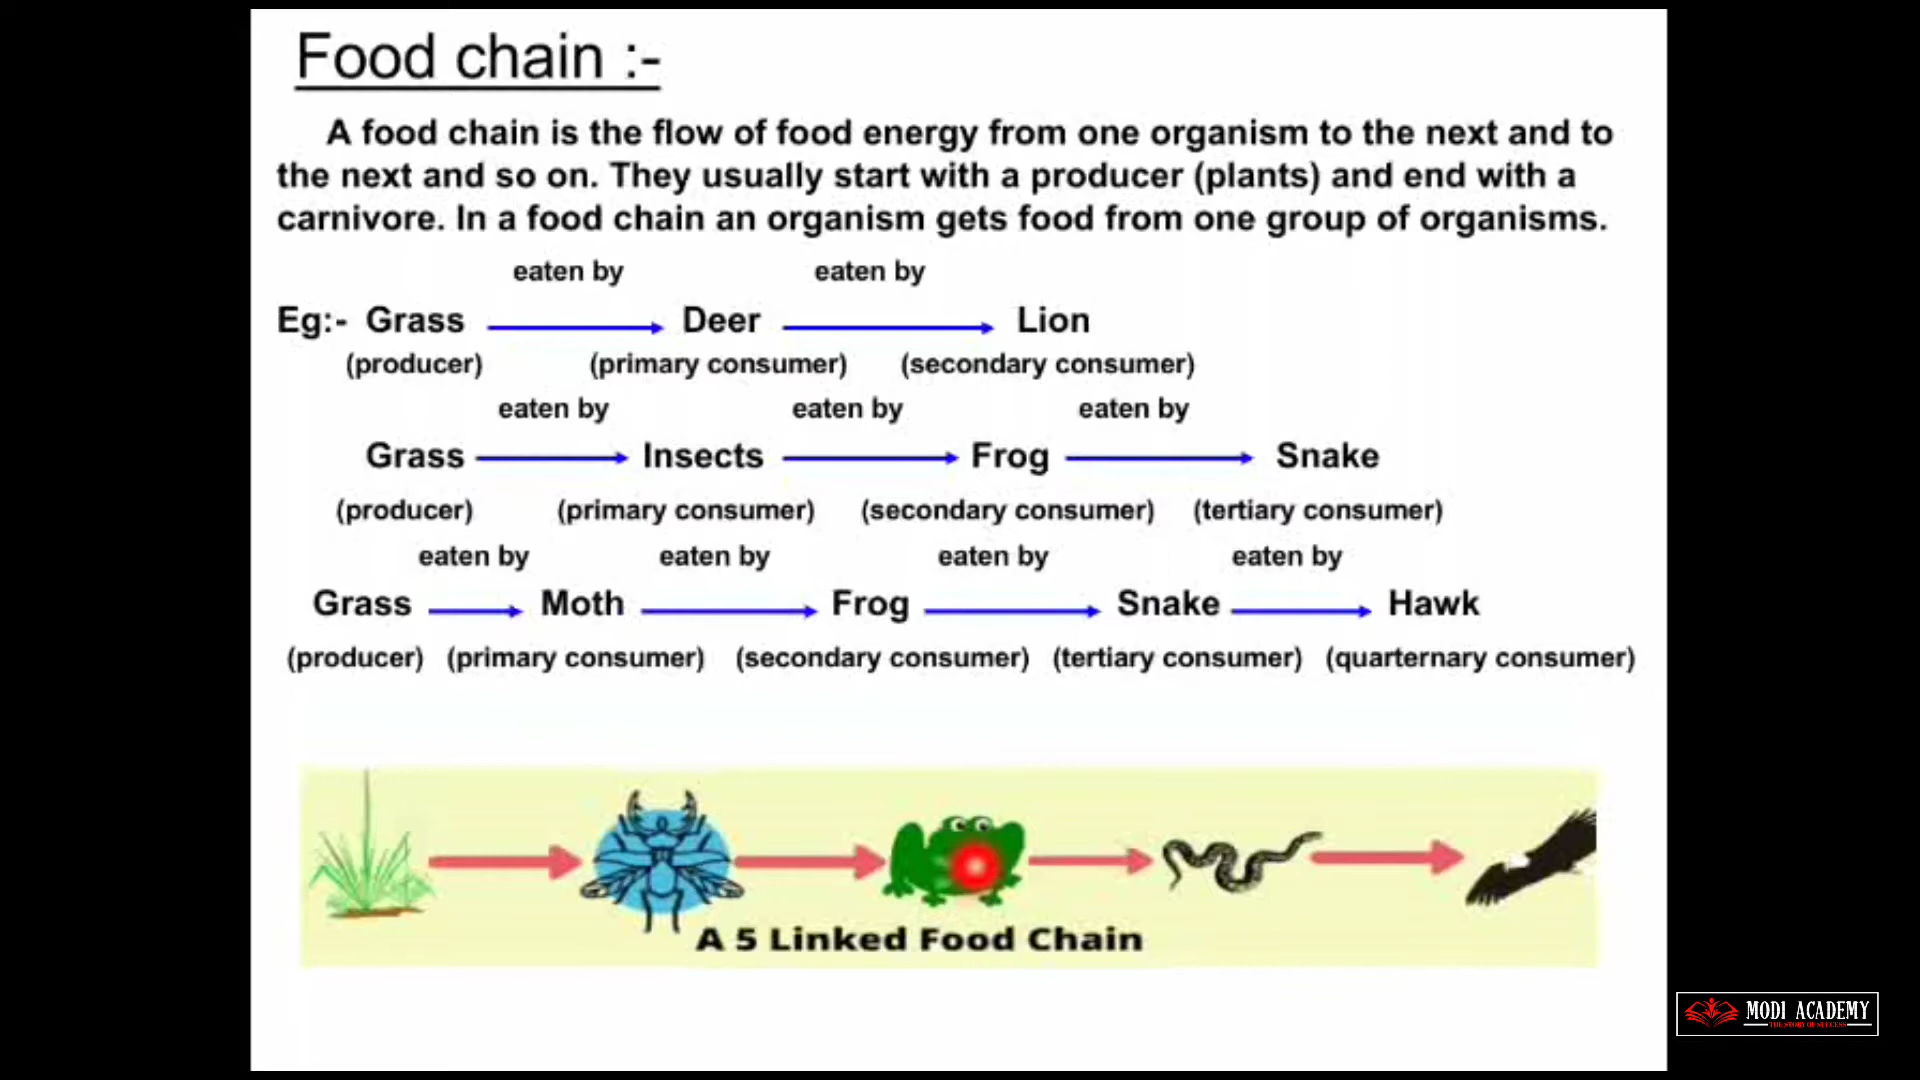 Food chain :-
A food chain is the flow of food energy from one organism to the next and to
the next and so on. They usually start with a producer (plants) and end with a
carnivore. In a food chain an organism gets food from one group of organisms.
eaten by eaten by
Eg:- Grass Deer Lion
(producer) (primary consumer) (secondary consumer)
eaten by eaten by eaten by
Grass Insects Frog Snake
(producer) (primary consumer) (secondary consumer) (tertiary consumer)
eaten by eaten by eaten by eaten by
Grass Moth Frog Snake Hawk
(producer) (primary consumer) (secondary consumer) (tertiary consumer) (quarternary consumer)
A 5 Linked Food Chain
MODI ACADEMY
THE STORY OF SUCCESS